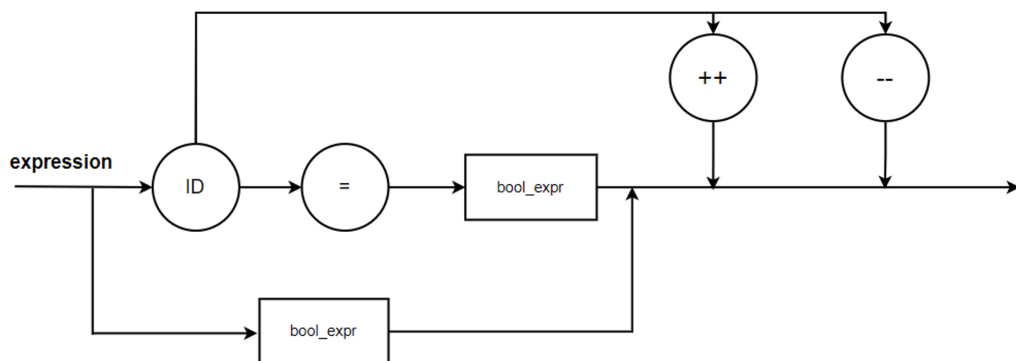 ++
--
expression
ID
=
bool_expr
bool_expr